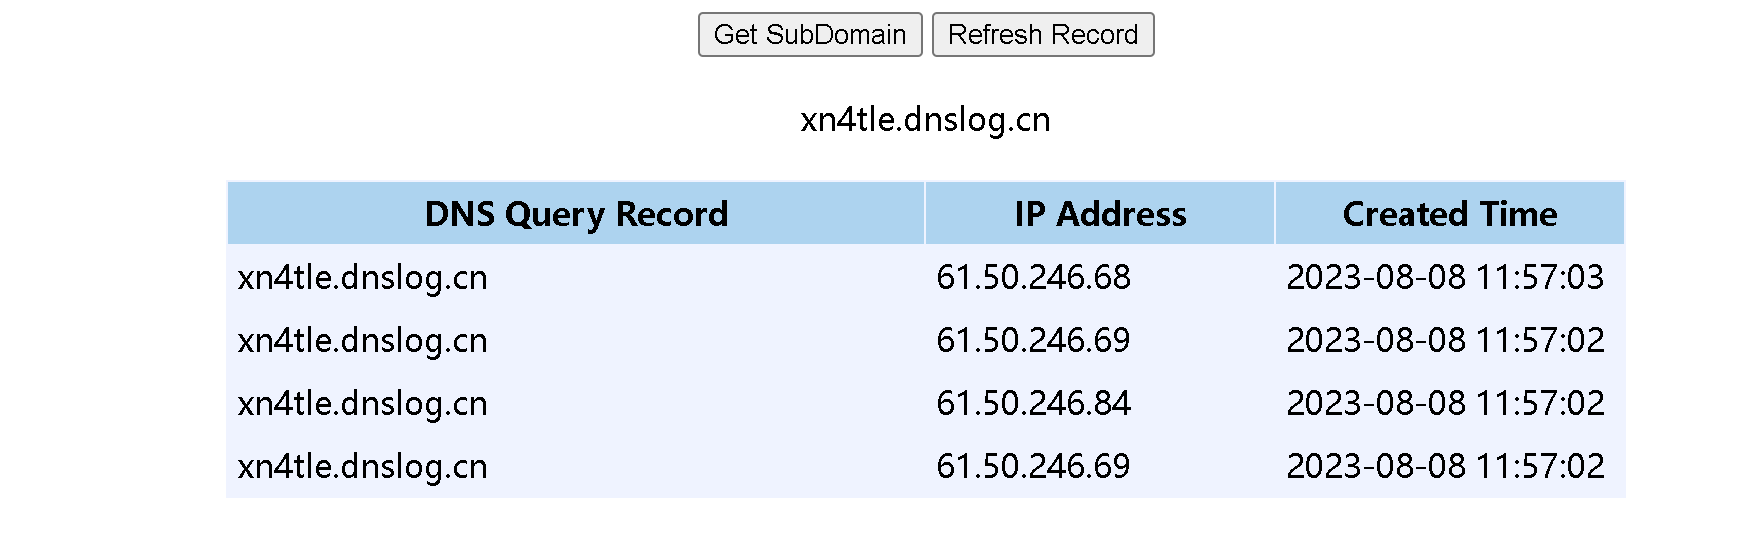 Get SubDomain Refresh Record
xn4tle.dnslog.cn
DNS Query Record IP Address Created Time
xn4tle.dnslog.cn 61.50.246.68 2023-08-08 11:57:03
xn4tle.dnslog.cn 61.50.246.69 2023-08-08 11:57:02
xn4tle.dnslog.cn 61.50.246.84 2023-08-08 11:57:02
xn4tle.dnslog.cn 61.50.246.69 2023-08-08 11:57:02